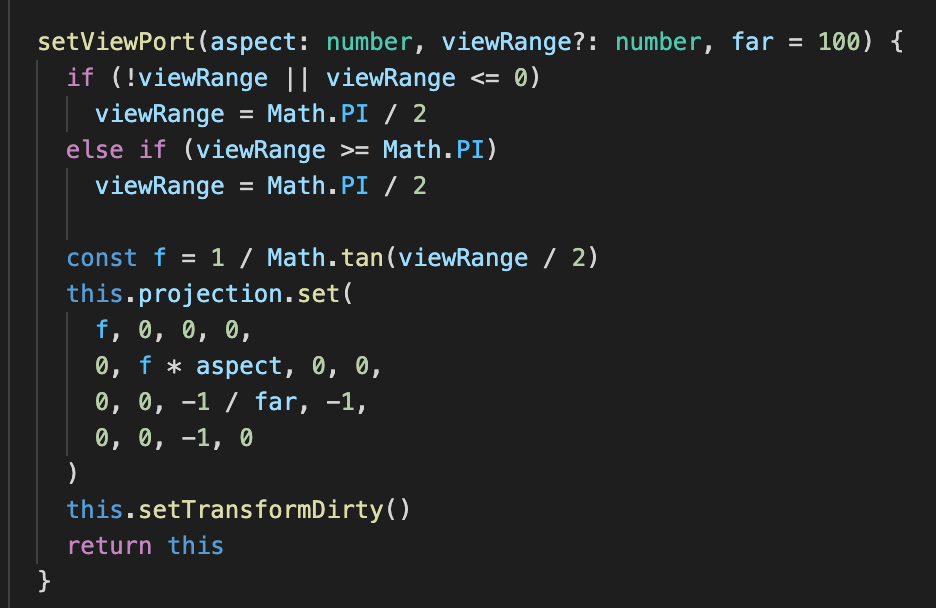 setViewPort(aspect: number, viewRange?: number, far = 100) {
  if (!viewRange || viewRange <= 0)
    viewRange = Math.PI / 2
  else if (viewRange >= Math.PI)
    viewRange = Math.PI / 2

  const f = 1 / Math.tan(viewRange / 2)
  this.projection.set(
    f, 0, 0, 0,
    0, f * aspect, 0, 0,
    0, 0, -1 / far, -1,
    0, 0, -1, 0
  )
  this.setTransformDirty()
  return this
}